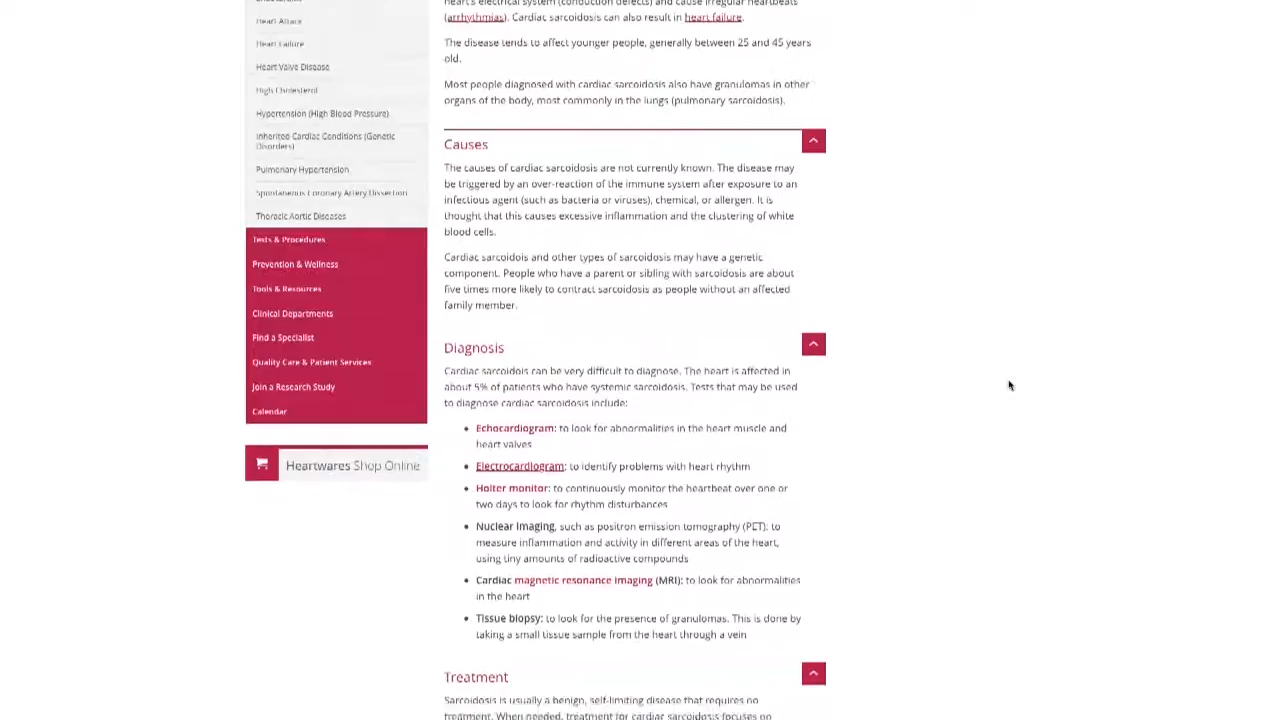 Heart Attack
Heart Failure
Heart Valve Disease
High Cholesterol
Hypertension (High Blood Pressure)
Inherited Cardiac Conditions (Genetic
Disorders)
Pulmonary Hypertension
Spontaneous Coronary Artery Dissection
Thoracic Aortic Diseases
Tests & Procedures
Prevention & Wellness
Tools & Resources
Clinical Departments
Find a Specialist
Quality Care & Patient Services
Join a Research Study
Calendar
Heartwares Shop Online
heart's electrical system (conduction defects) and cause irregular heartbeats
(arrhythmias). Cardiac sarcoidosis can also result in heart failure.
The disease tends to affect younger people, generally between 25 and 45 years
old.
Most people diagnosed with cardiac sarcoidosis also have granulomas in other
organs of the body, most commonly in the lungs (pulmonary sarcoidosis).
Causes
The causes of cardiac sarcoidosis are not currently known. The disease may
be triggered by an over-reaction of the immune system after exposure to an
infectious agent (such as bacteria or viruses), chemical, or allergen. It is
thought that this causes excessive inflammation and the clustering of white
blood cells.
Cardiac sarcoidois and other types of sarcoidosis may have a genetic
component. People who have a parent or sibling with sarcoidosis are about
five times more likely to contract sarcoidosis as people without an affected
family member.
Diagnosis
Cardiac sarcoidois can be very difficult to diagnose. The heart is affected in
about 5% of patients who have systemic sarcoidosis. Tests that may be used
to diagnose cardiac sarcoidosis include:
• Echocardiogram: to look for abnormalities in the heart muscle and
heart valves
• Electrocardiogram: to identify problems with heart rhythm
• Holter monitor: to continuously monitor the heartbeat over one or
two days to look for rhythm disturbances
• Nuclear imaging, such as positron emission tomography (PET): to
measure inflammation and activity in different areas of the heart,
using tiny amounts of radioactive compounds
• Cardiac magnetic resonance imaging (MRI): to look for abnormalities
in the heart
• Tissue biopsy: to look for the presence of granulomas. This is done by
taking a small tissue sample from the heart through a vein
Treatment
Sarcoidosis is usually a benign, self-limiting disease that requires no
treatment. When needed, treatment for cardiac sarcoidosis focuses no